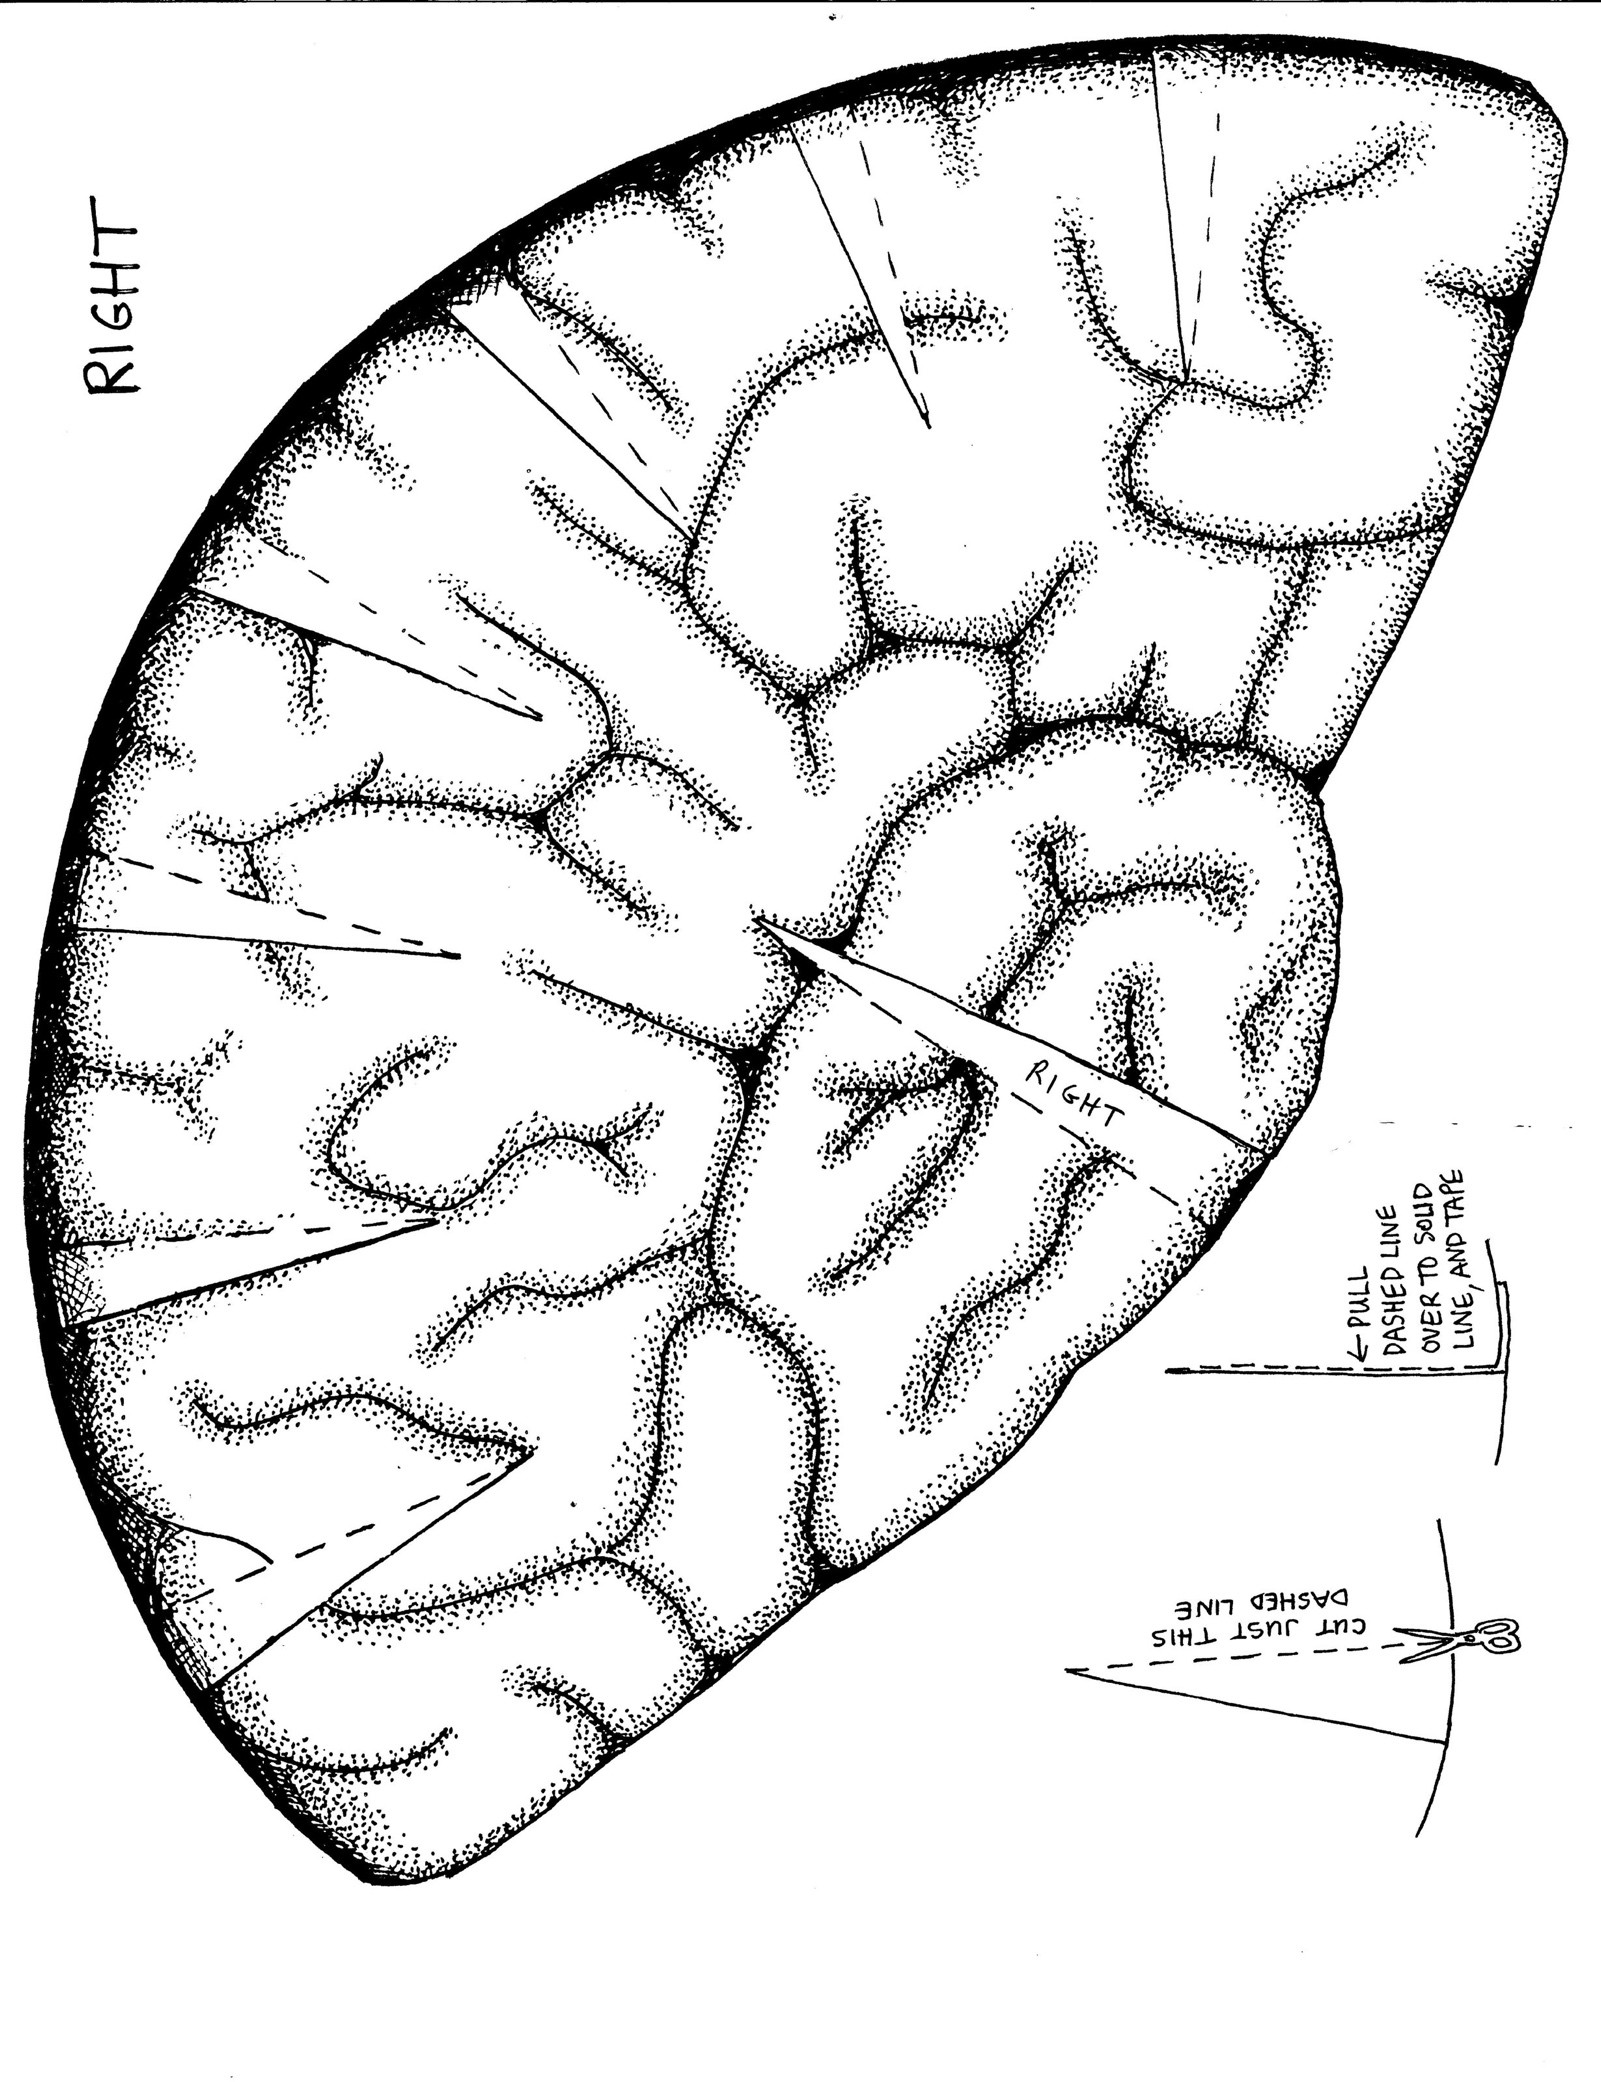 RIGHT
RIGHT
← PULL
DASHED LINE
OVER TO SOLID
LINE, AND TAPE
CUT JUST THIS
DASHED LINE